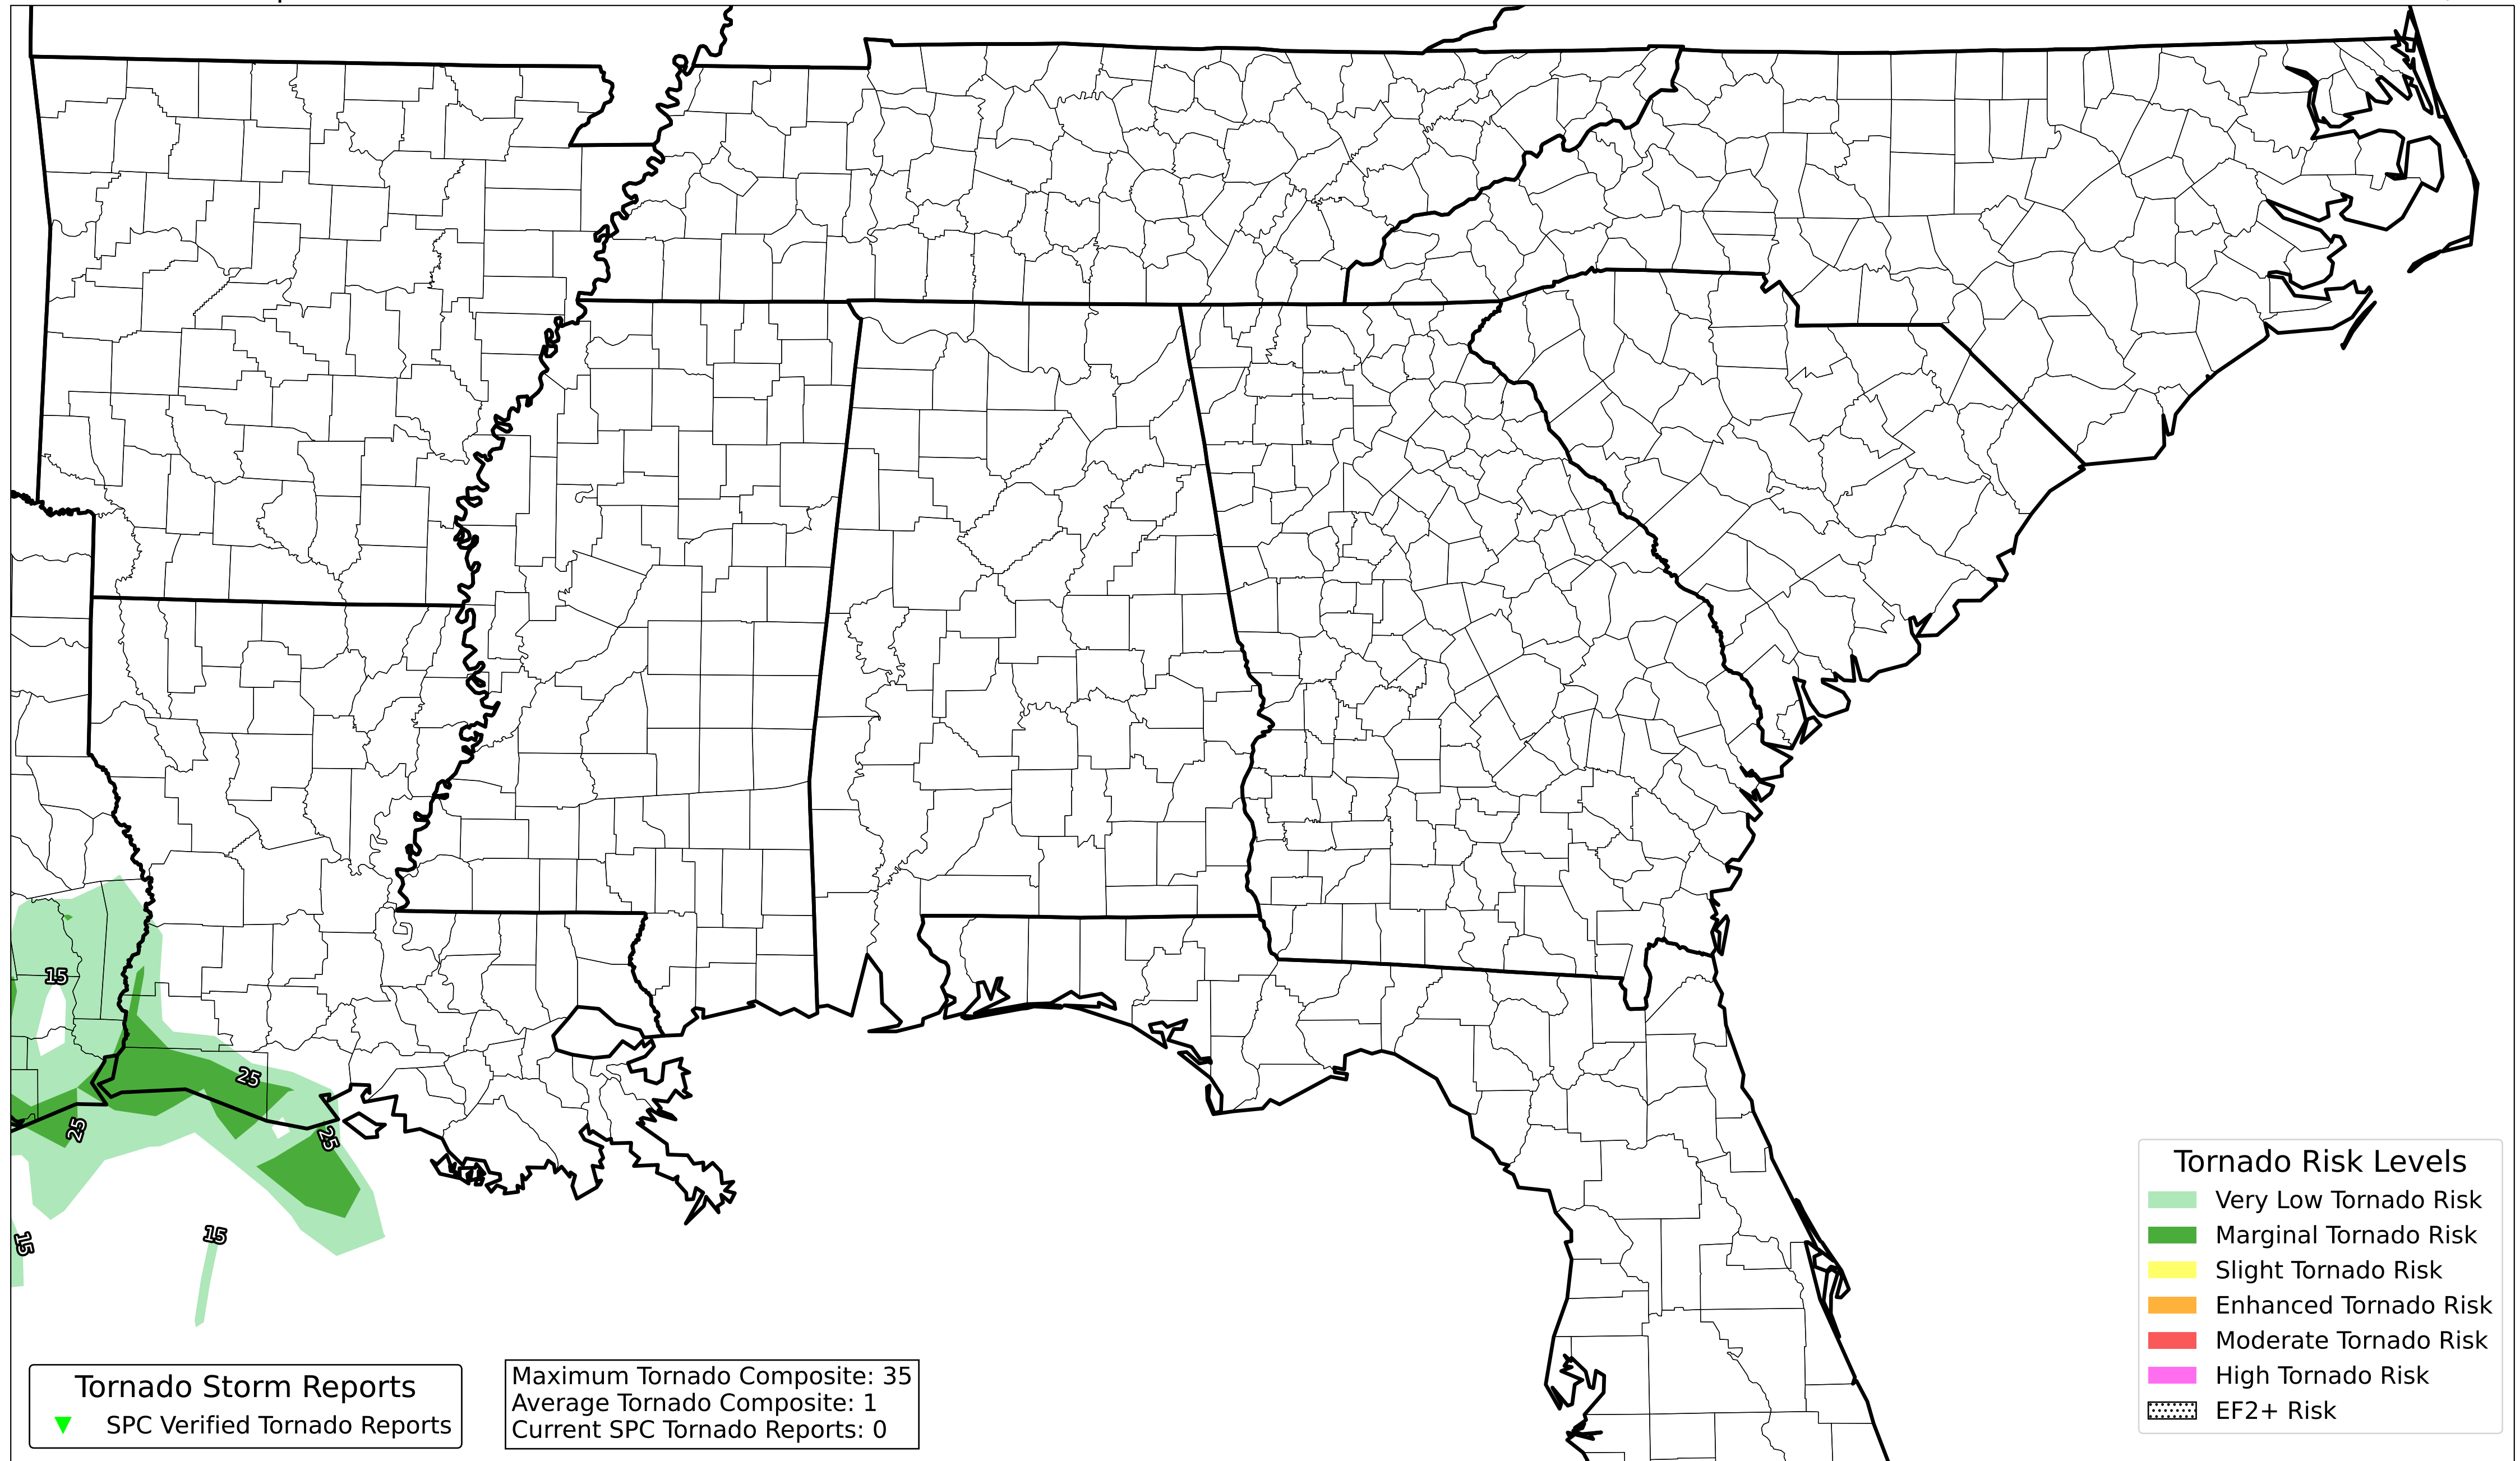 15
25
25
25
15
15
Tornado Risk Levels
Very Low Tornado Risk
Marginal Tornado Risk
Slight Tornado Risk
Enhanced Tornado Risk
Moderate Tornado Risk
High Tornado Risk
EF2+ Risk
Tornado Storm Reports
SPC Verified Tornado Reports
Maximum Tornado Composite: 35
Average Tornado Composite: 1
Current SPC Tornado Reports: 0